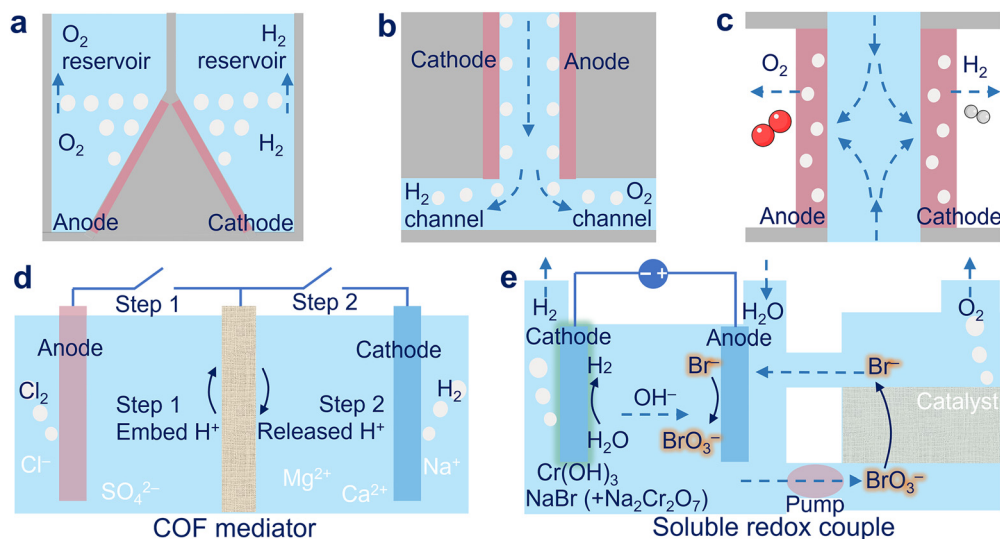 a
O₂
reservoir
H₂
reservoir
O₂
H₂
Anode
Cathode
b
Cathode
Anode
H₂
channel
O₂
channel
c
O₂
H₂
Anode
Cathode
d
Step 1
Step 2
Anode
Cathode
Cl₂
H₂
Step 1
Embed H⁺
Step 2
Released H⁺
Cl⁻
SO₄²⁻
Mg²⁺
Ca²⁺
Na⁺
COF mediator
e
− +
H₂
H₂O
O₂
Cathode
Anode
H₂
Br⁻
Br⁻
OH⁻
Catalyst
H₂O
BrO₃⁻
BrO₃⁻
Cr(OH)₃
NaBr (+Na₂Cr₂O₇)
Pump
Soluble redox couple